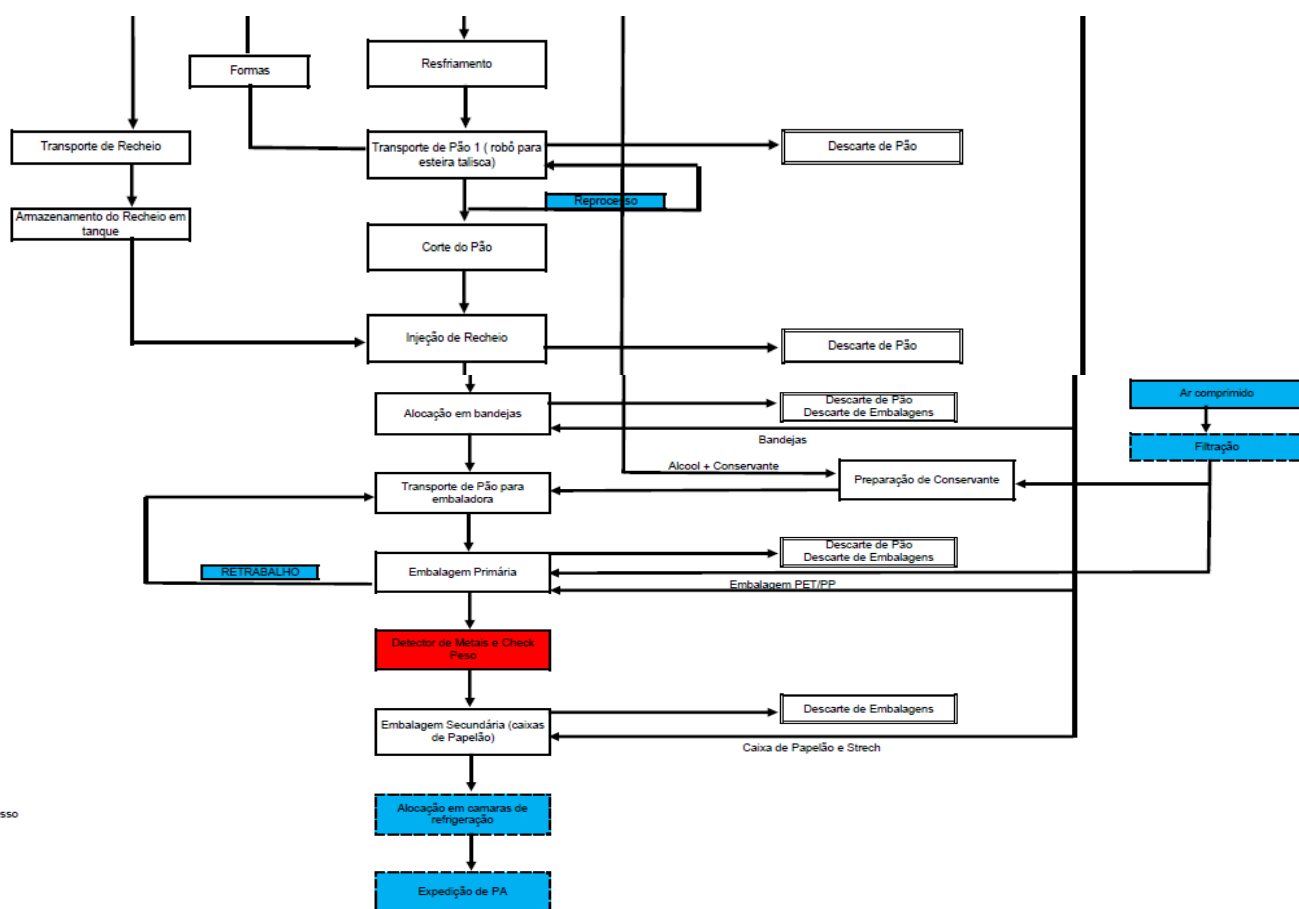 Formas
Resfriamento
Transporte de Recheio
Transporte de Pão 1 ( robô para
esteira talisca)
Descarte de Pão
Reprocesso
Armazenamento do Recheio em
tanque
Corte do Pão
Injeção de Recheio
Descarte de Pão
Alocação em bandejas
Descarte de Pão
Descarte de Embalagens
Ar comprimido
Bandejas
Filtração
Alcool + Conservante
Transporte de Pão para
embaladora
Preparação de Conservante
RETRABALHO
Embalagem Primária
Descarte de Pão
Descarte de Embalagens
Embalagem PET/PP
Detector de Metais e Check
Peso
Embalagem Secundária (caixas
de Papelão)
Descarte de Embalagens
Caixa de Papelão e Strech
Alocação em camaras de
refrigeração
sso
Expedição de PA